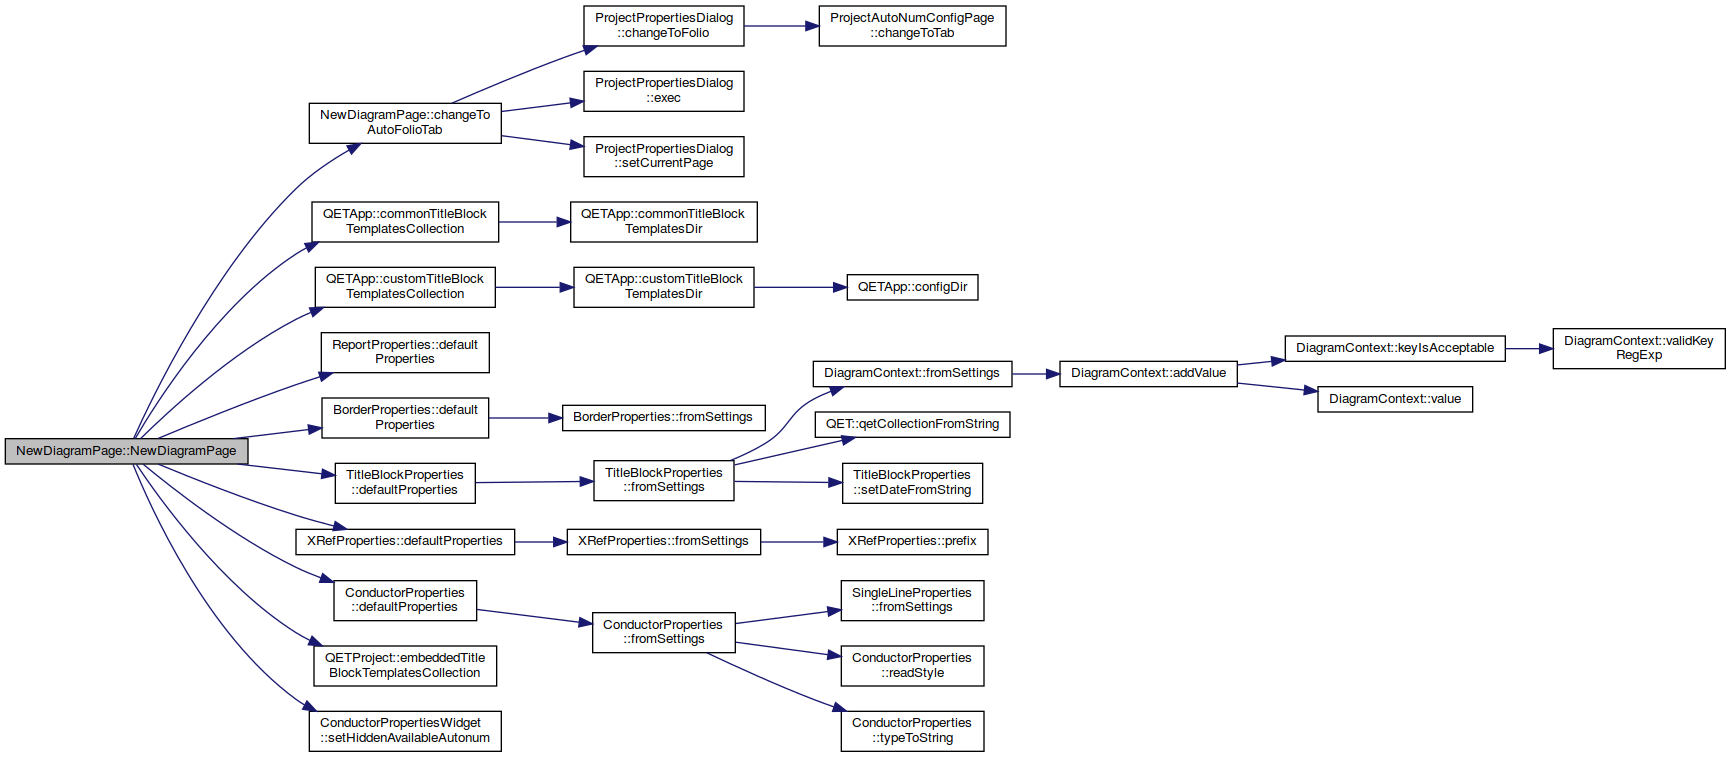 ProjectPropertiesDialog
::changeToFolio
ProjectAutoNumConfigPage
::changeToTab
ProjectPropertiesDialog
::exec
NewDiagramPage::changeTo
AutoFolioTab
ProjectPropertiesDialog
::setCurrentPage
QETApp::commonTitleBlock
TemplatesCollection
QETApp::commonTitleBlock
TemplatesDir
QETApp::customTitleBlock
TemplatesCollection
QETApp::customTitleBlock
TemplatesDir
QETApp::configDir
ReportProperties::default
Properties
DiagramContext::keyIsAcceptable
DiagramContext::validKey
RegExp
DiagramContext::fromSettings
DiagramContext::addValue
DiagramContext::value
BorderProperties::default
Properties
BorderProperties::fromSettings
QET::qetCollectionFromString
NewDiagramPage::NewDiagramPage
TitleBlockProperties
::defaultProperties
TitleBlockProperties
::fromSettings
TitleBlockProperties
::setDateFromString
XRefProperties::defaultProperties
XRefProperties::fromSettings
XRefProperties::prefix
ConductorProperties
::defaultProperties
SingleLineProperties
::fromSettings
ConductorProperties
::fromSettings
QETProject::embeddedTitle
BlockTemplatesCollection
ConductorProperties
::readStyle
ConductorPropertiesWidget
::setHiddenAvailableAutonum
ConductorProperties
::typeToString